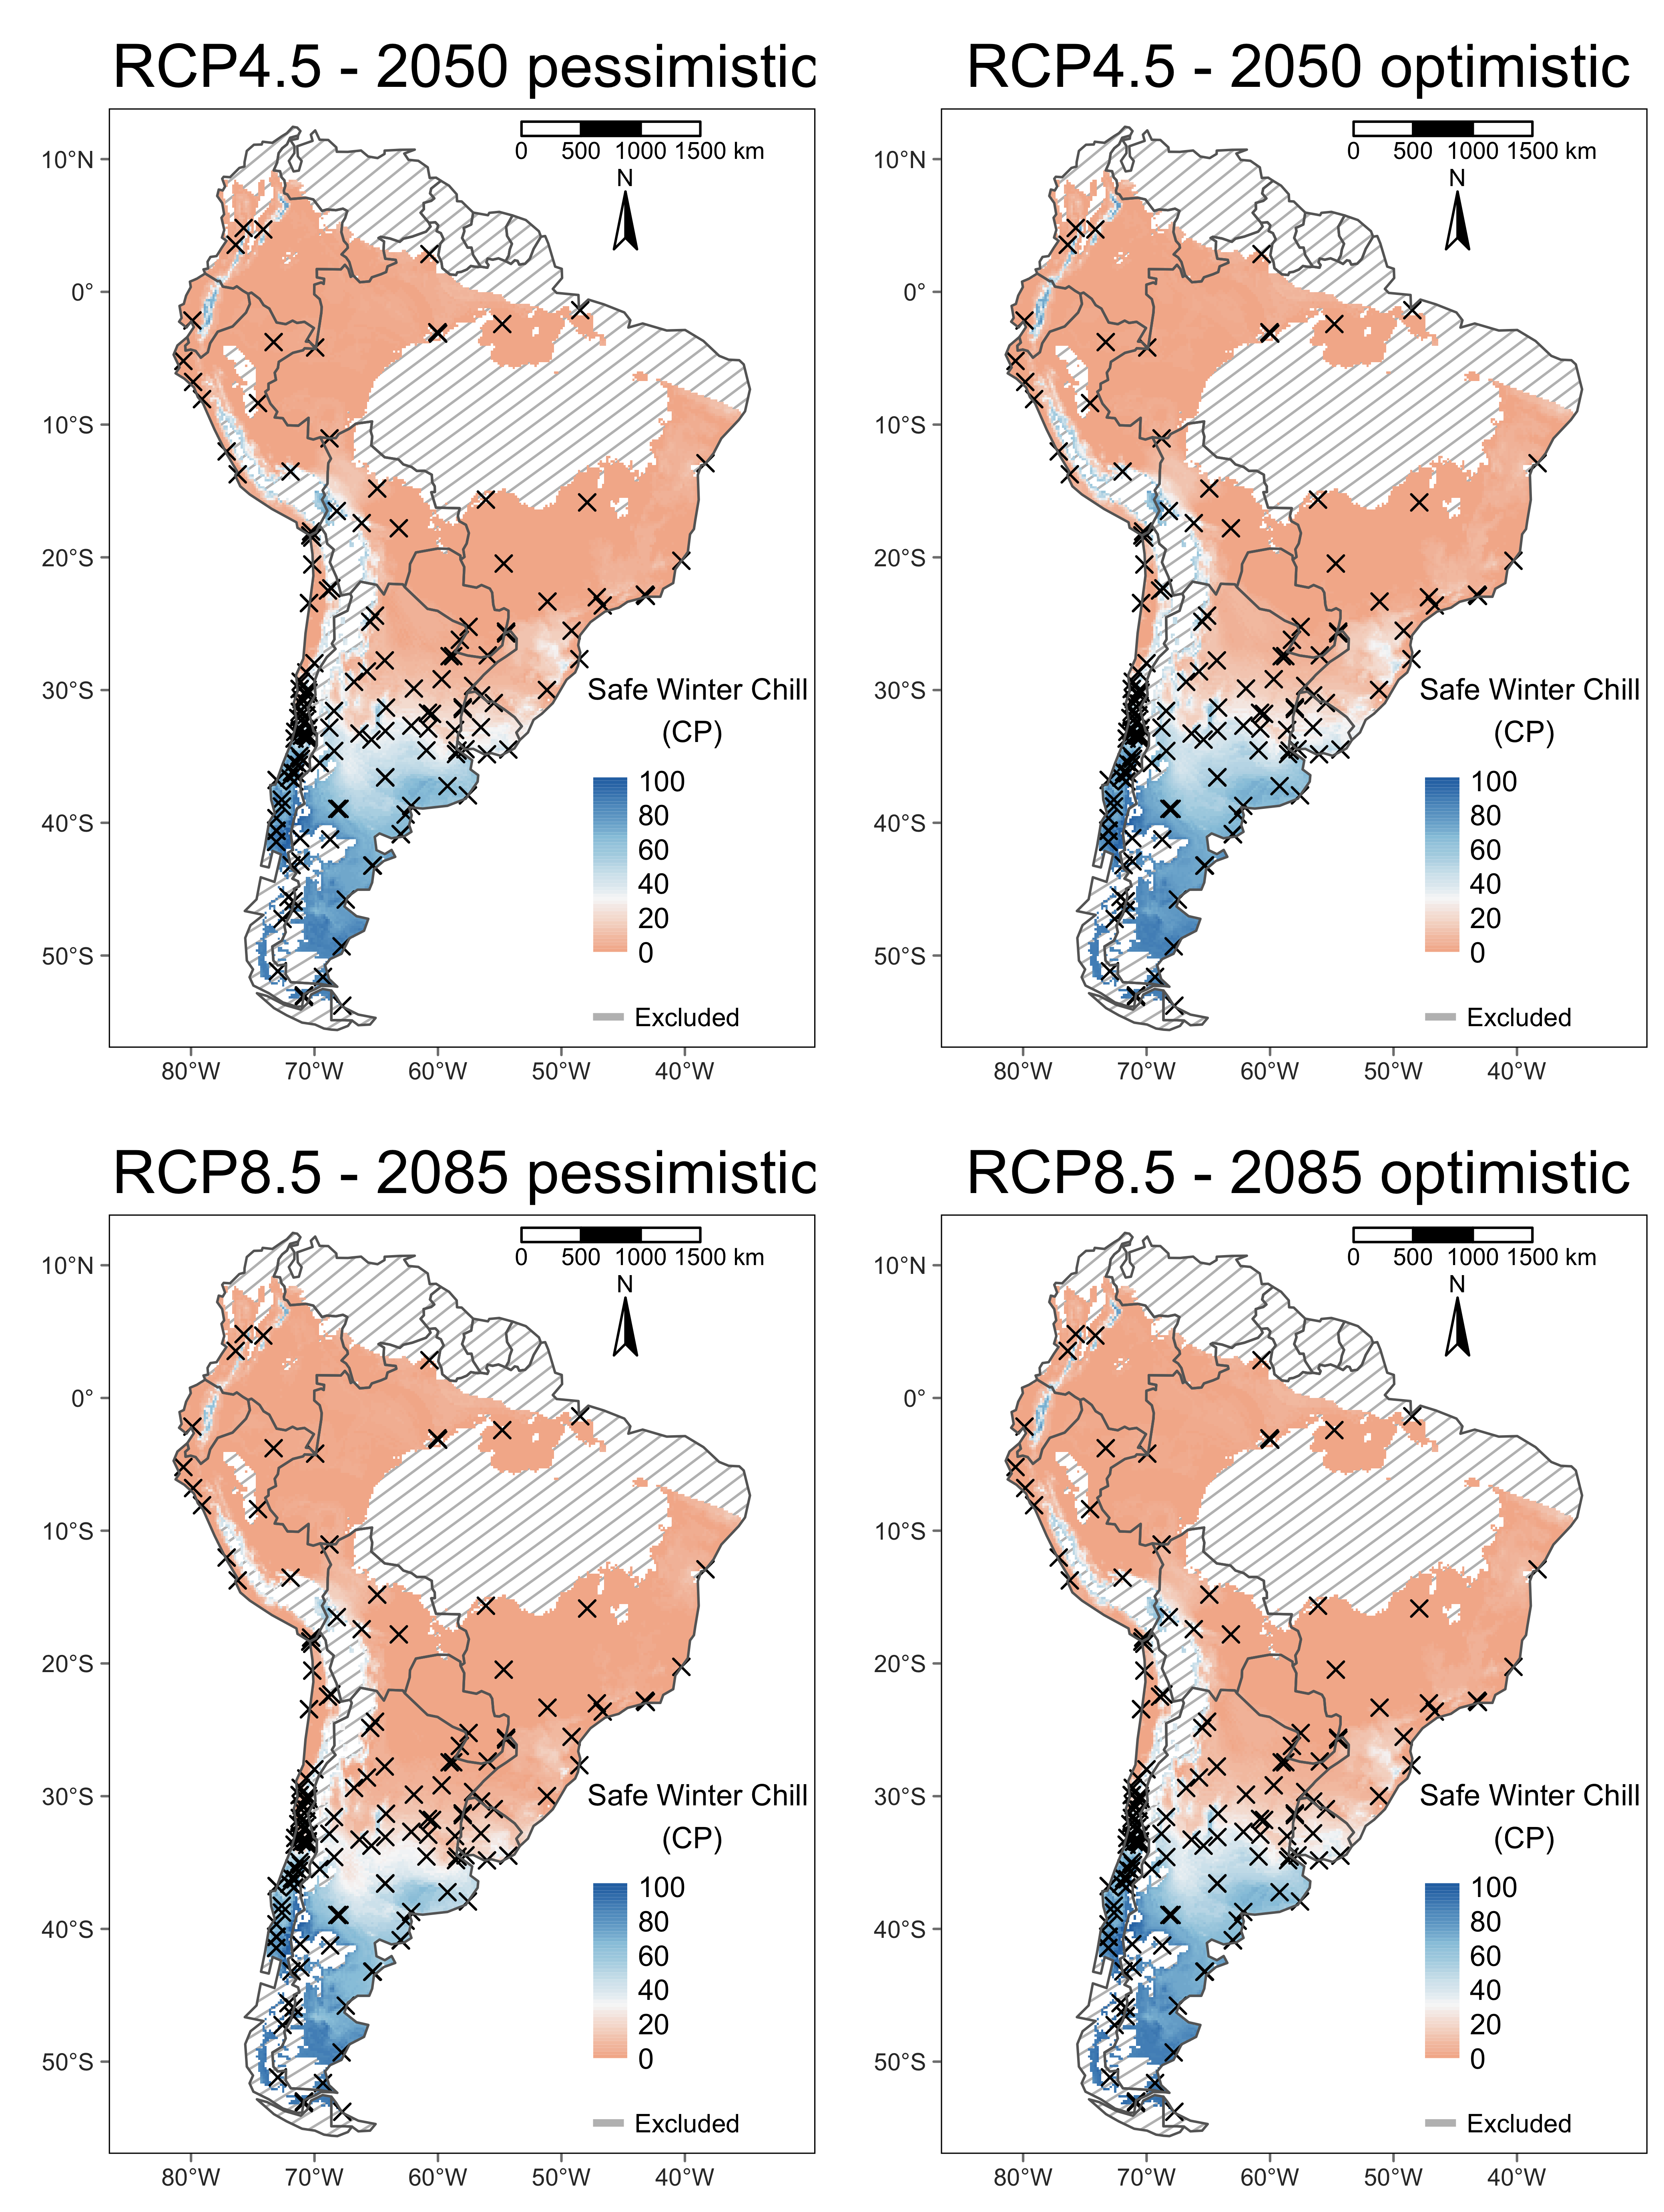 RCP4.5 - 2050 pessimistic
RCP4.5 - 2050 optimistic
0 500 1000 1500 km
N
10°N
0°
10°S
20°S
30°S
40°S
50°S
Safe Winter Chill
(CP)
100
80
60
40
20
0
Excluded
80°W 70°W 60°W 50°W 40°W
0 500 1000 1500 km
N
10°N
0°
10°S
20°S
30°S
40°S
50°S
Safe Winter Chill
(CP)
100
80
60
40
20
0
Excluded
80°W 70°W 60°W 50°W 40°W
RCP8.5 - 2085 pessimistic
RCP8.5 - 2085 optimistic
0 500 1000 1500 km
N
10°N
0°
10°S
20°S
30°S
40°S
50°S
Safe Winter Chill
(CP)
100
80
60
40
20
0
Excluded
80°W 70°W 60°W 50°W 40°W
0 500 1000 1500 km
N
10°N
0°
10°S
20°S
30°S
40°S
50°S
Safe Winter Chill
(CP)
100
80
60
40
20
0
Excluded
80°W 70°W 60°W 50°W 40°W